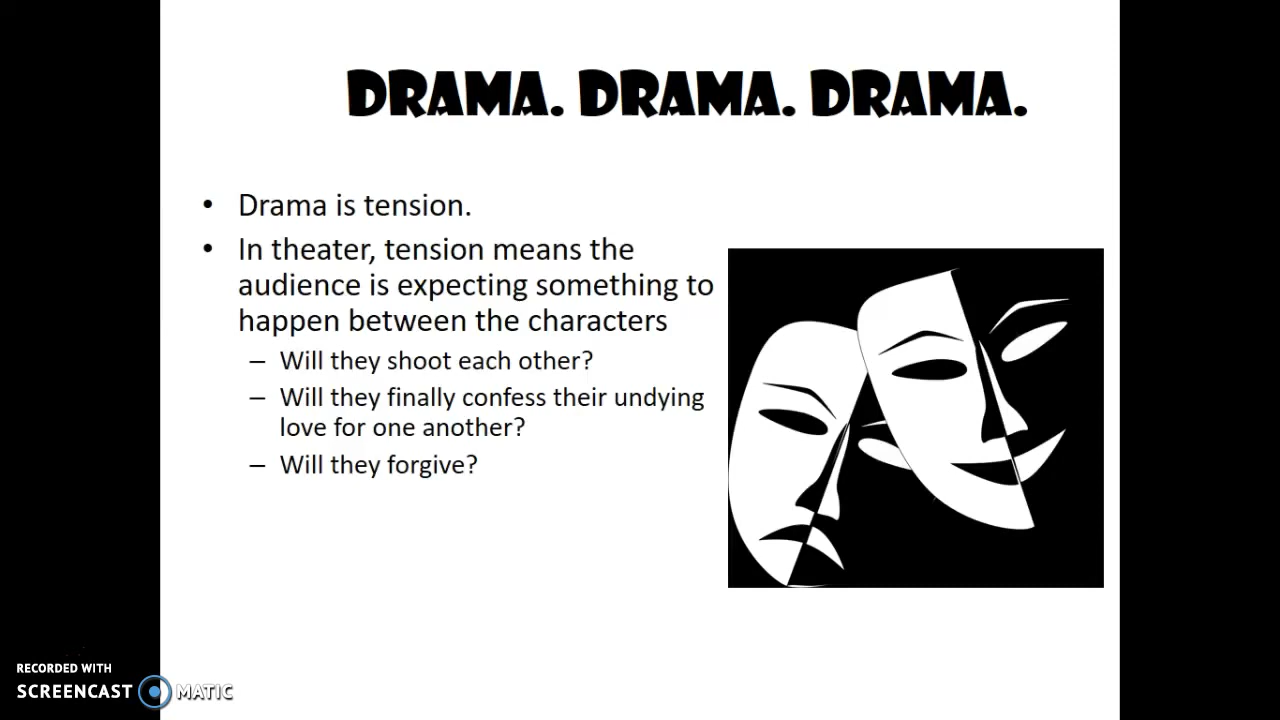 DRAMA. DRAMA. DRAMA.
• Drama is tension.
• In theater, tension means the
audience is expecting something to
happen between the characters
– Will they shoot each other?
– Will they finally confess their undying
love for one another?
– Will they forgive?
RECORDED WITH
SCREENCAST MATIC